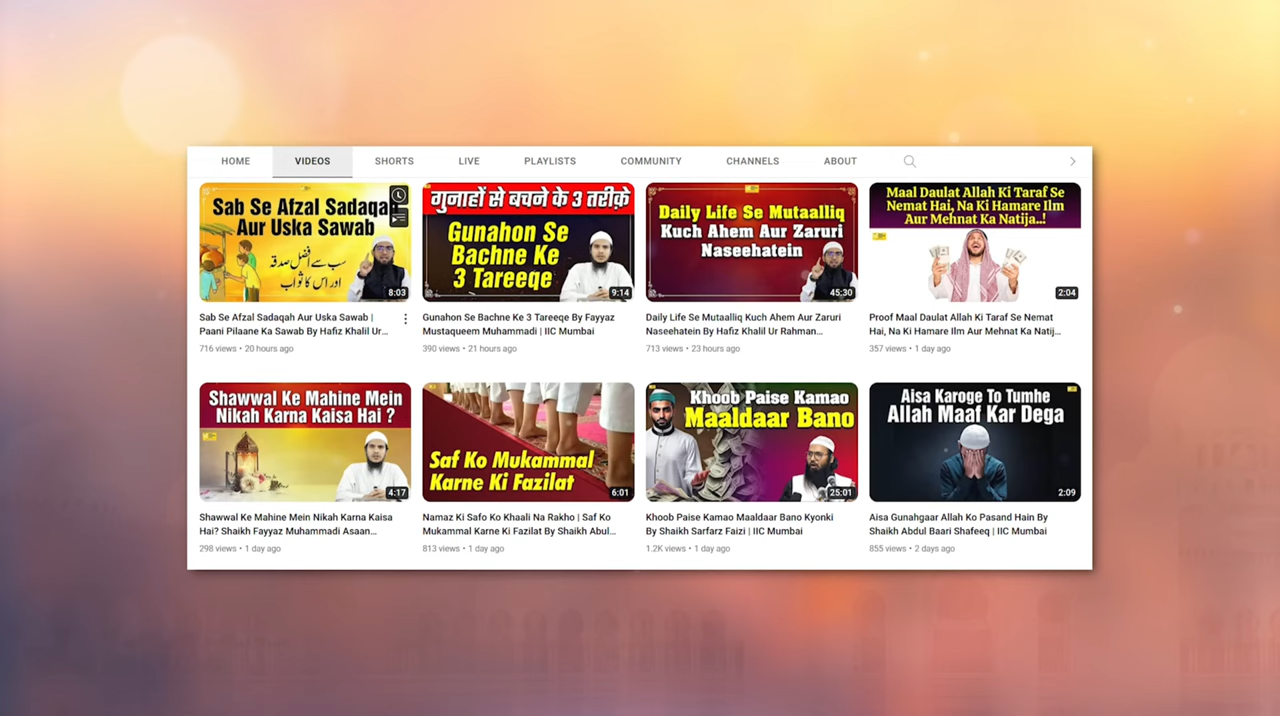 HOME VIDEOS SHORTS LIVE PLAYLISTS COMMUNITY CHANNELS ABOUT
Sab Se Afzal Sadaqah
Aur Uska Sawab
سب سے افضل صدقہ
اور اس کا ثواب
8:03
गुनाहों से बचने के 3 तरीक़े
Gunahon Se
Bachne Ke
3 Tareeqe
9:14
Daily Life Se Mutaalliq
Kuch Ahem Aur Zaruri
Naseehatein
45:30
Maal Daulat Allah Ki Taraf Se
Nemat Hai, Na Ki Hamare Ilm
Aur Mehnat Ka Natija..!
2:04
Sab Se Afzal Sadaqah Aur Uska Sawab |
Paani Pilaane Ka Sawab By Hafiz Khalil Ur...
716 views • 20 hours ago
Gunahon Se Bachne Ke 3 Tareeqe By Fayyaz
Mustaqueem Muhammadi | IIC Mumbai
390 views • 21 hours ago
Daily Life Se Mutaalliq Kuch Ahem Aur Zaruri
Naseehatein By Hafiz Khalil Ur Rahman...
713 views • 23 hours ago
Proof Maal Daulat Allah Ki Taraf Se Nemat
Hai, Na Ki Hamare Ilm Aur Mehnat Ka Natij...
357 views • 1 day ago
Shawwal Ke Mahine Mein
Nikah Karna Kaisa Hai ?
4:17
Saf Ko Mukammal
Karne Ki Fazilat
6:01
Khoob Paise Kamao
Maaldaar Bano
25:01
Aisa Karoge To Tumhe
Allah Maaf Kar Dega
2:09
Shawwal Ke Mahine Mein Nikah Karna Kaisa
Hai? Shaikh Fayyaz Muhammadi Asaan...
298 views • 1 day ago
Namaz Ki Safo Ko Khaali Na Rakho | Saf Ko
Mukammal Karne Ki Fazilat By Shaikh Abul...
813 views • 1 day ago
Khoob Paise Kamao Maaldaar Bano Kyonki
By Shaikh Sarfarz Faizi | IIC Mumbai
1.2K views • 1 day ago
Aisa Gunahgaar Allah Ko Pasand Hain By
Shaikh Abdul Baari Shafeeq | IIC Mumbai
855 views • 2 days ago